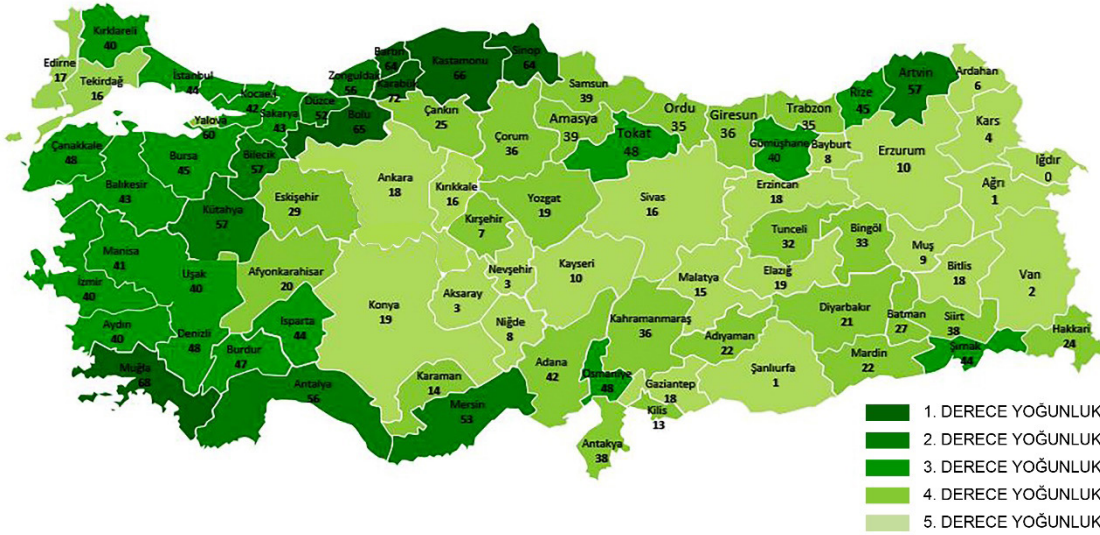 Kırklareli
40
Edirne
17
Tekirdağ
16
İstanbul
44
Kocaeli
42
Yalova
60
Sakarya
43
Düzce
52
Zonguldak
56
Bartın
64
Karabük
72
Kastamonu
66
Sinop
64
Bolu
65
Çankırı
25
Samsun
39
Amasya
39
Çorum
36
Tokat
48
Ordu
35
Giresun
36
Trabzon
35
Gümüşhane
40
Bayburt
8
Rize
45
Artvin
57
Ardahan
6
Kars
4
Iğdır
0
Ağrı
1
Erzurum
10
Erzincan
18
Çanakkale
48
Balıkesir
43
Bursa
45
Bilecik
57
Kütahya
57
Eskişehir
29
Ankara
18
Kırıkkale
16
Kırşehir
7
Yozgat
19
Sivas
16
Tunceli
32
Bingöl
33
Muş
9
Bitlis
18
Van
2
Manisa
41
İzmir
40
Uşak
40
Afyonkarahisar
20
Konya
19
Aksaray
3
Nevşehir
3
Niğde
8
Kayseri
10
Malatya
15
Elazığ
19
Diyarbakır
21
Batman
27
Siirt
38
Şırnak
44
Hakkari
24
Aydın
40
Denizli
48
Muğla
68
Burdur
47
Isparta
44
Antalya
56
Karaman
14
Mersin
53
Adana
42
Osmaniye
48
Kahramanmaraş
36
Adıyaman
22
Gaziantep
18
Kilis
13
Antakya
38
Şanlıurfa
1
Mardin
22
1. DERECE YOĞUNLUK
2. DERECE YOĞUNLUK
3. DERECE YOĞUNLUK
4. DERECE YOĞUNLUK
5. DERECE YOĞUNLUK